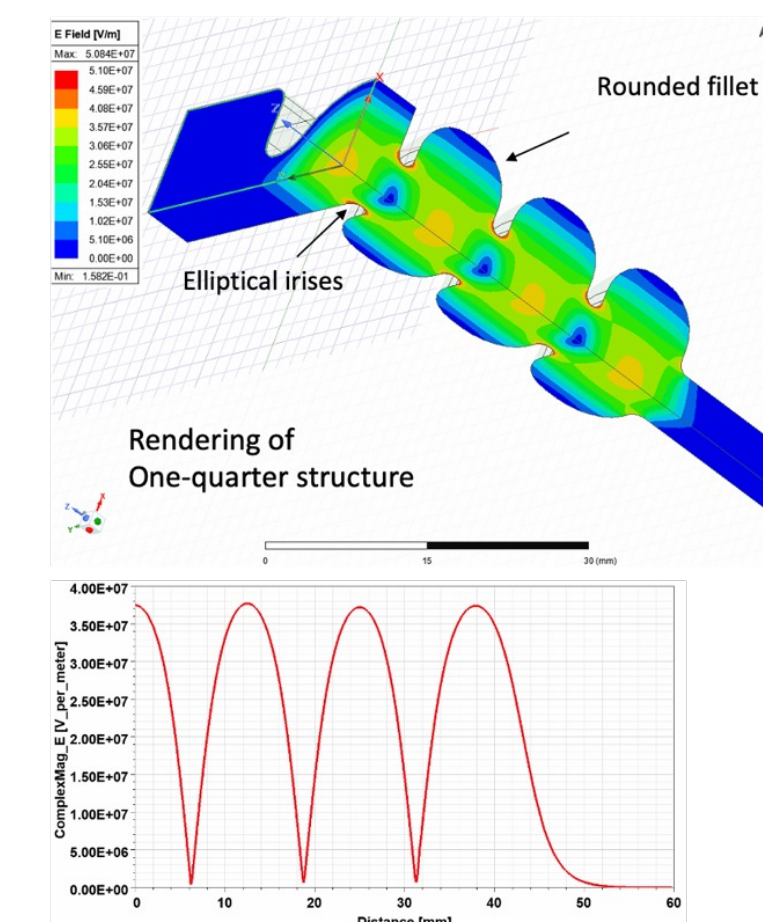 E Field [V/m]
Max: 5.084E+07
5.10E+07
4.59E+07
4.08E+07
3.57E+07
3.06E+07
2.55E+07
2.04E+07
1.53E+07
1.02E+07
5.10E+06
0.00E+00
Min: 1.582E-01
Rounded fillet
X
Z
Elliptical irises
Rendering of
One-quarter structure
X
Z
Y
0 15 30 (mm)
4.00E+07
3.50E+07
3.00E+07
2.50E+07
2.00E+07
1.50E+07
1.00E+07
5.00E+06
0.00E+00
ComplexMag_E [V_per_meter]
0 10 20 30 40 50 60
Distance [mm]